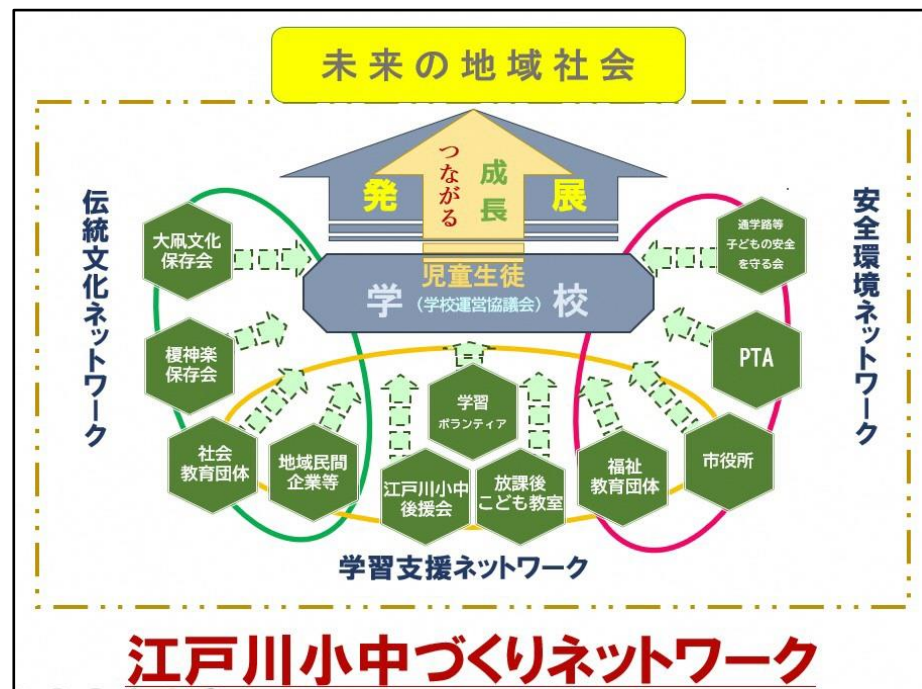 未来の地域社会
伝統文化ネットワーク
安全環境ネットワーク
発
つながる
成長
展
大凧文化
保存会
通学路等
子どもの安全
を守る会
児童生徒
学（学校運営協議会）校
榎神楽
保存会
PTA
学習
ボランティア
社会
教育団体
地域民間
企業等
江戸川小中
後援会
放課後
こども教室
福祉
教育団体
市役所
学習支援ネットワーク
江戸川小中づくりネットワーク